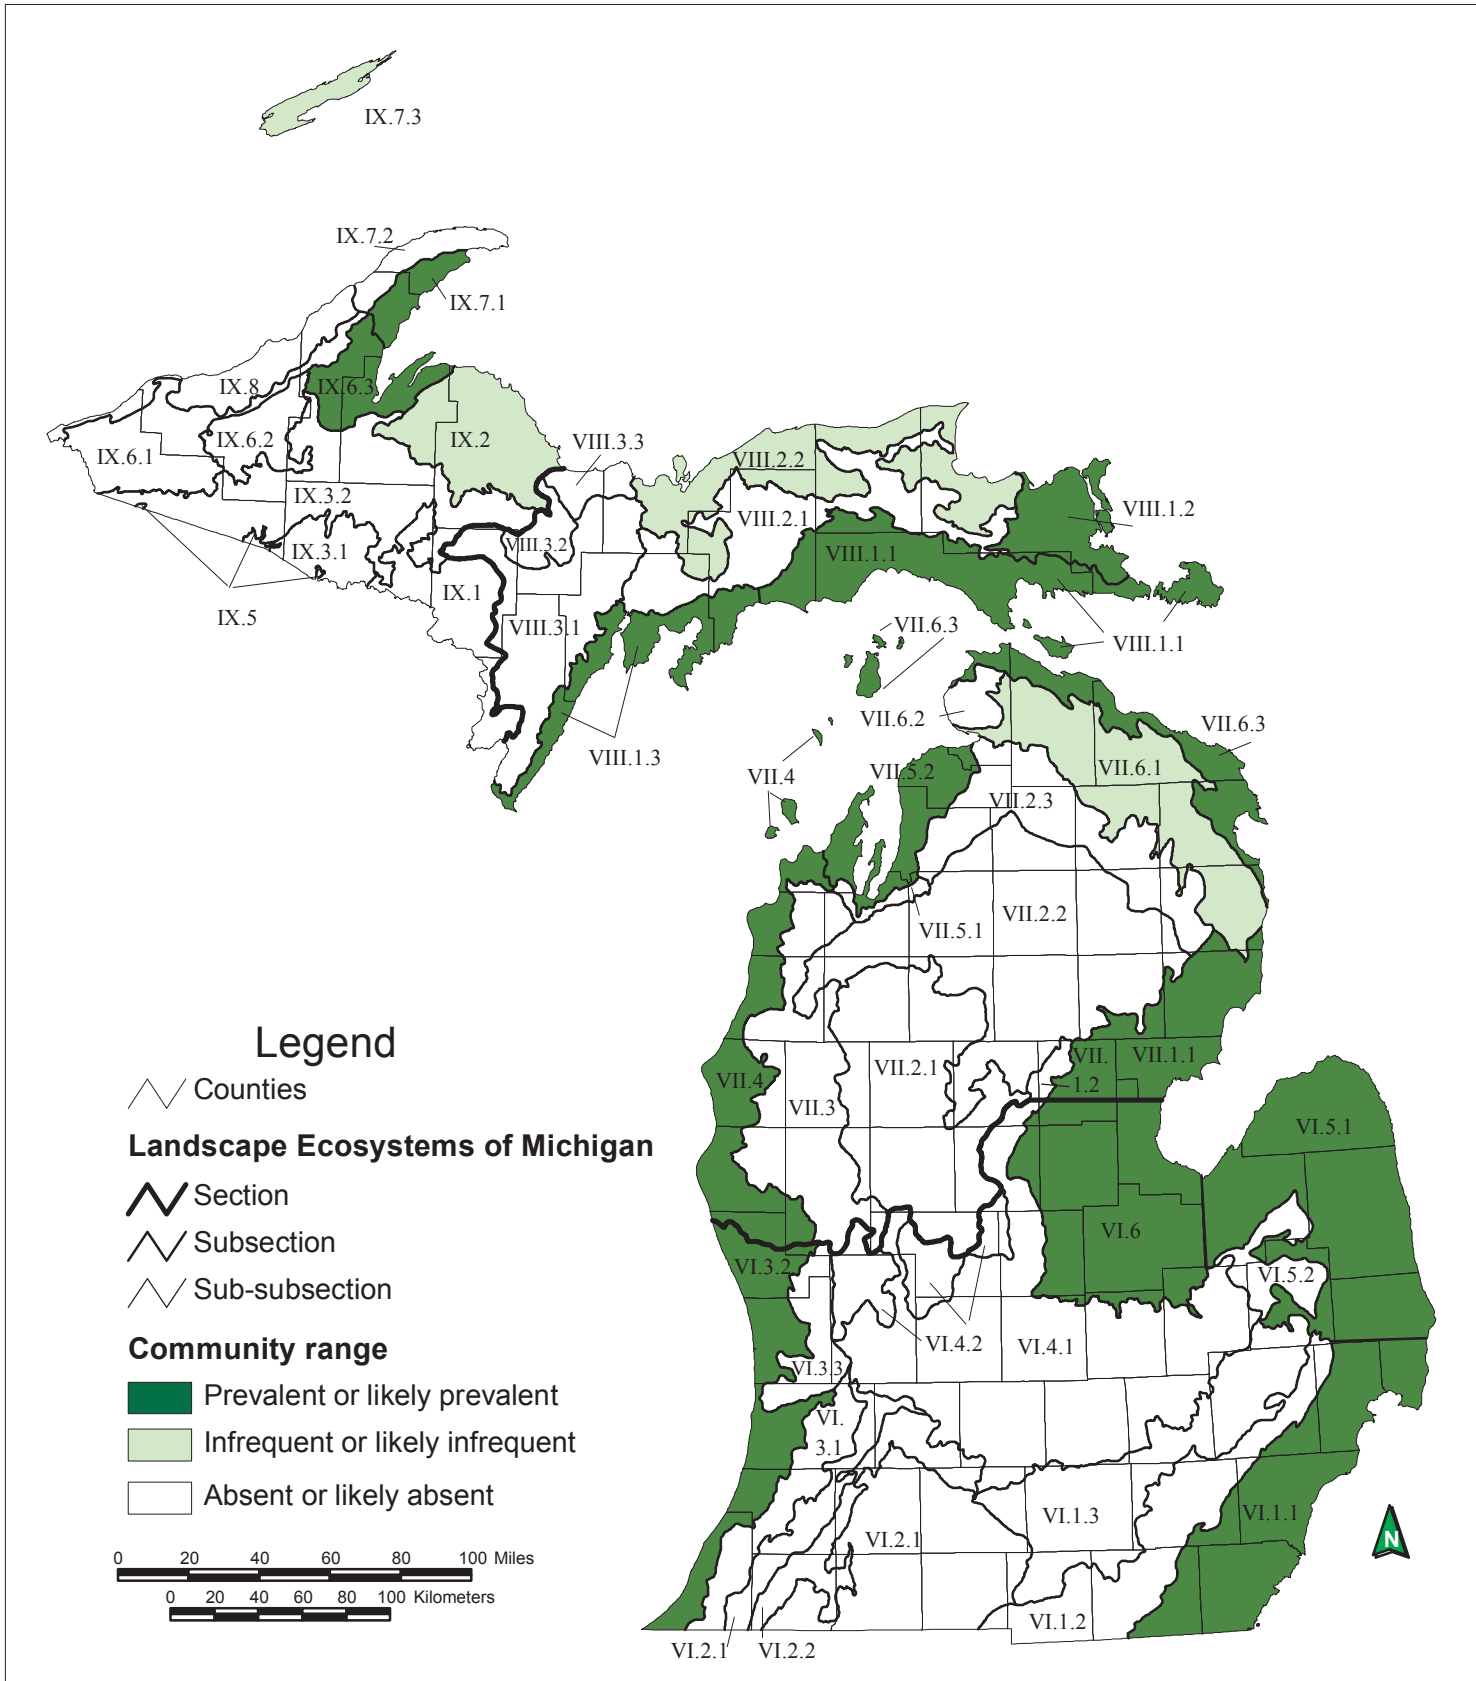 IX.7.3
IX.7.2
IX.7.1
IX.8
IX.6.3
IX.6.2
IX.2
IX.6.1
VIII.3.3
VIII.2.2
IX.3.2
VIII.2.1
VIII.1.2
IX.3.1
VIII.3.2
VIII.1.1
IX.1
IX.5
VIII.3.1
VII.6.3
VIII.1.1
VII.6.2
VII.6.3
VIII.1.3
VII.4
VII.5.2
VII.6.1
VII.2.3
VII.5.1
VII.2.2
VII.4
VII.3
VII.2.1
VII.
1.2
VII.1.1
VI.5.1
VI.6
VI.3.2
VI.5.2
VI.4.2
VI.4.1
VI.3.3
VI.
3.1
VI.1.3
VI.1.1
VI.2.1
VI.1.2
VI.2.1
VI.2.2
Legend
Counties
Landscape Ecosystems of Michigan
Section
Subsection
Sub-subsection
Community range
Prevalent or likely prevalent
Infrequent or likely infrequent
Absent or likely absent
0 20 40 60 80 100 Miles
0 20 40 60 80 100 Kilometers
N